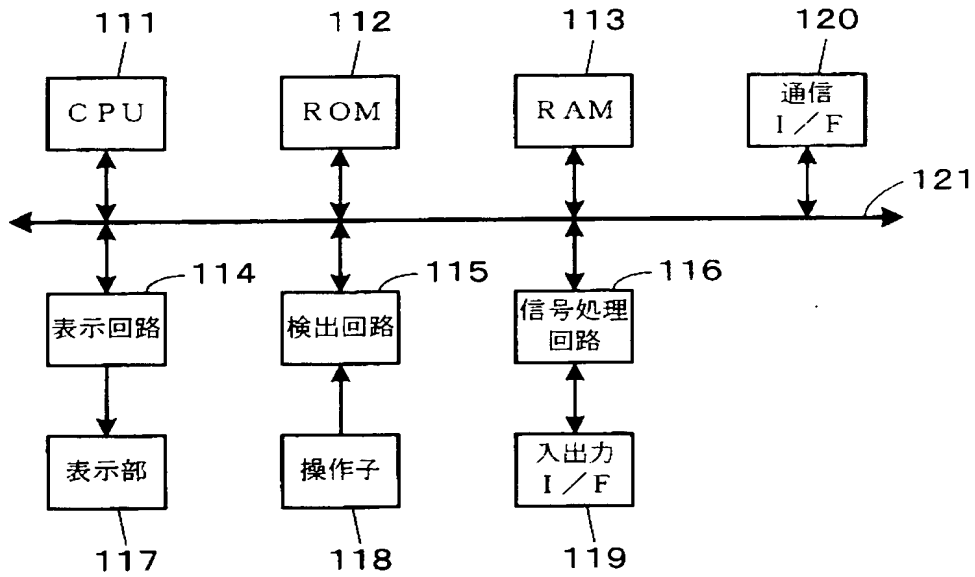 111
112
113
120
CPU
ROM
RAM
通信
I/F
121
114
115
116
表示回路
検出回路
信号処理
回路
表示部
操作子
入出力
I/F
117
118
119